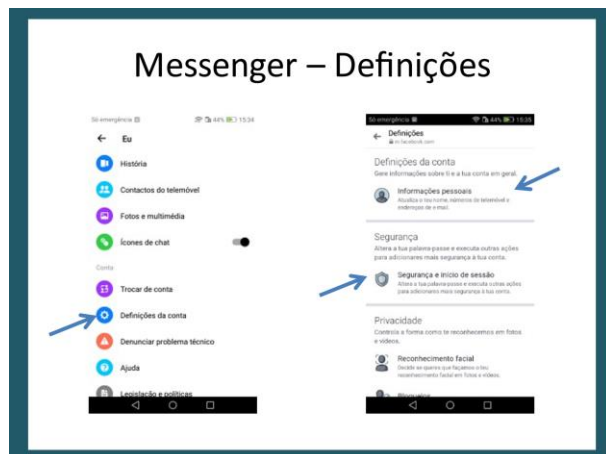 Messenger – Definições
Só emergência 44% 15:34
← Eu
História
Contactos do telemóvel
Fotos e multimédia
Ícones de chat
Conta
Trocar de conta
Definições da conta
Denunciar problema técnico
Ajuda
Legislação e políticas
Só emergência 44% 15:35
← Definições
m.facebook.com
Definições da conta
Gere informações sobre ti e a tua conta em geral.
Informações pessoais
Atualiza o teu nome, números de telemóvel e
endereços de e-mail.
Segurança
Altera a tua palavra-passe e executa outras ações
para adicionares mais segurança à tua conta.
Segurança e início de sessão
Altera a tua palavra-passe e executa outras ações
para adicionares mais segurança à tua conta.
Privacidade
Controla a forma como te reconhecemos em fotos
e vídeos.
Reconhecimento facial
Decide se queres que façamos o teu
reconhecimento facial em fotos e vídeos.
Bloqueios